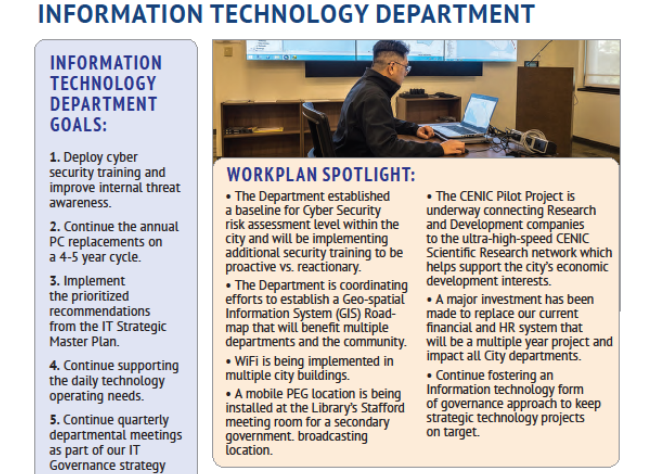 INFORMATION TECHNOLOGY DEPARTMENT
INFORMATION
TECHNOLOGY
DEPARTMENT
GOALS:
1. Deploy cyber
security training and
improve internal threat
awareness.
2. Continue the annual
PC replacements on
a 4-5 year cycle.
3. Implement
the prioritized
recommendations
from the IT Strategic
Master Plan.
4. Continue supporting
the daily technology
operating needs.
5. Continue quarterly
departmental meetings
as part of our IT
Governance strategy
WORKPLAN SPOTLIGHT:
• The Department established
a baseline for Cyber Security
risk assessment level within the
city and will be implementing
additional security training to be
proactive vs. reactionary.
• The Department is coordinating
efforts to establish a Geo-spatial
Information System (GIS) Road-
map that will benefit multiple
departments and the community.
• WiFi is being implemented in
multiple city buildings.
• A mobile PEG location is being
installed at the Library's Stafford
meeting room for a secondary
government. broadcasting
location.
• The CENIC Pilot Project is
underway connecting Research
and Development companies
to the ultra-high-speed CENIC
Scientific Research network which
helps support the city's economic
development interests.
• A major investment has been
made to replace our current
financial and HR system that
will be a multiple year project and
impact all City departments.
• Continue fostering an
Information technology form
of governance approach to keep
strategic technology projects
on target.